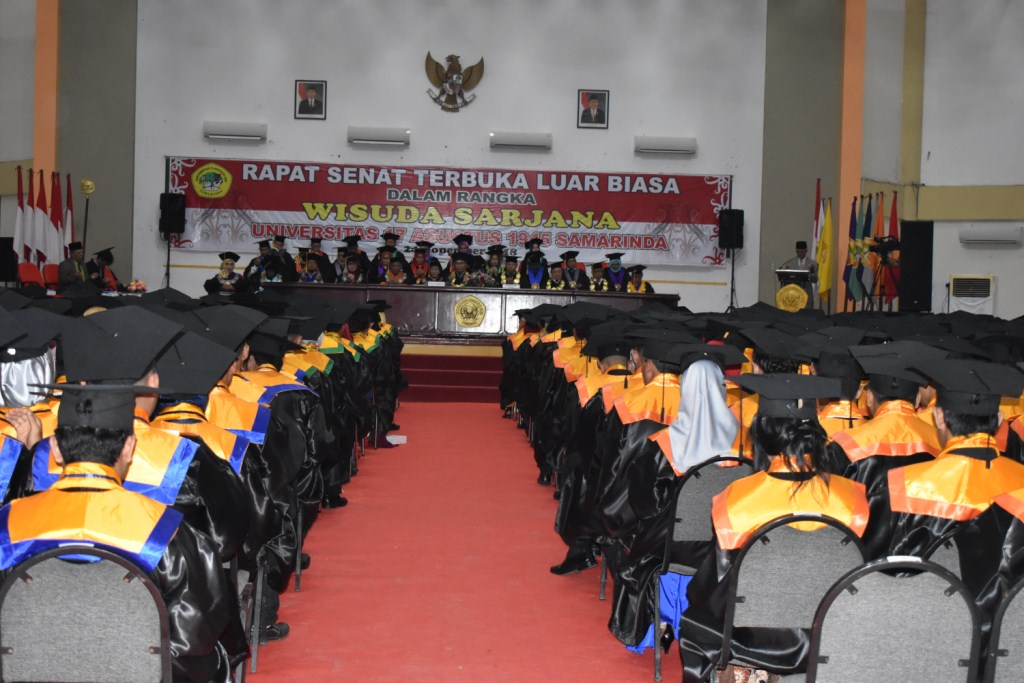 RAPAT SENAT TERBUKA LUAR BIASA
DALAM RANGKA
WISUDA SARJANA
UNIVERSITAS 17 AGUSTUS 1945 SAMARINDA